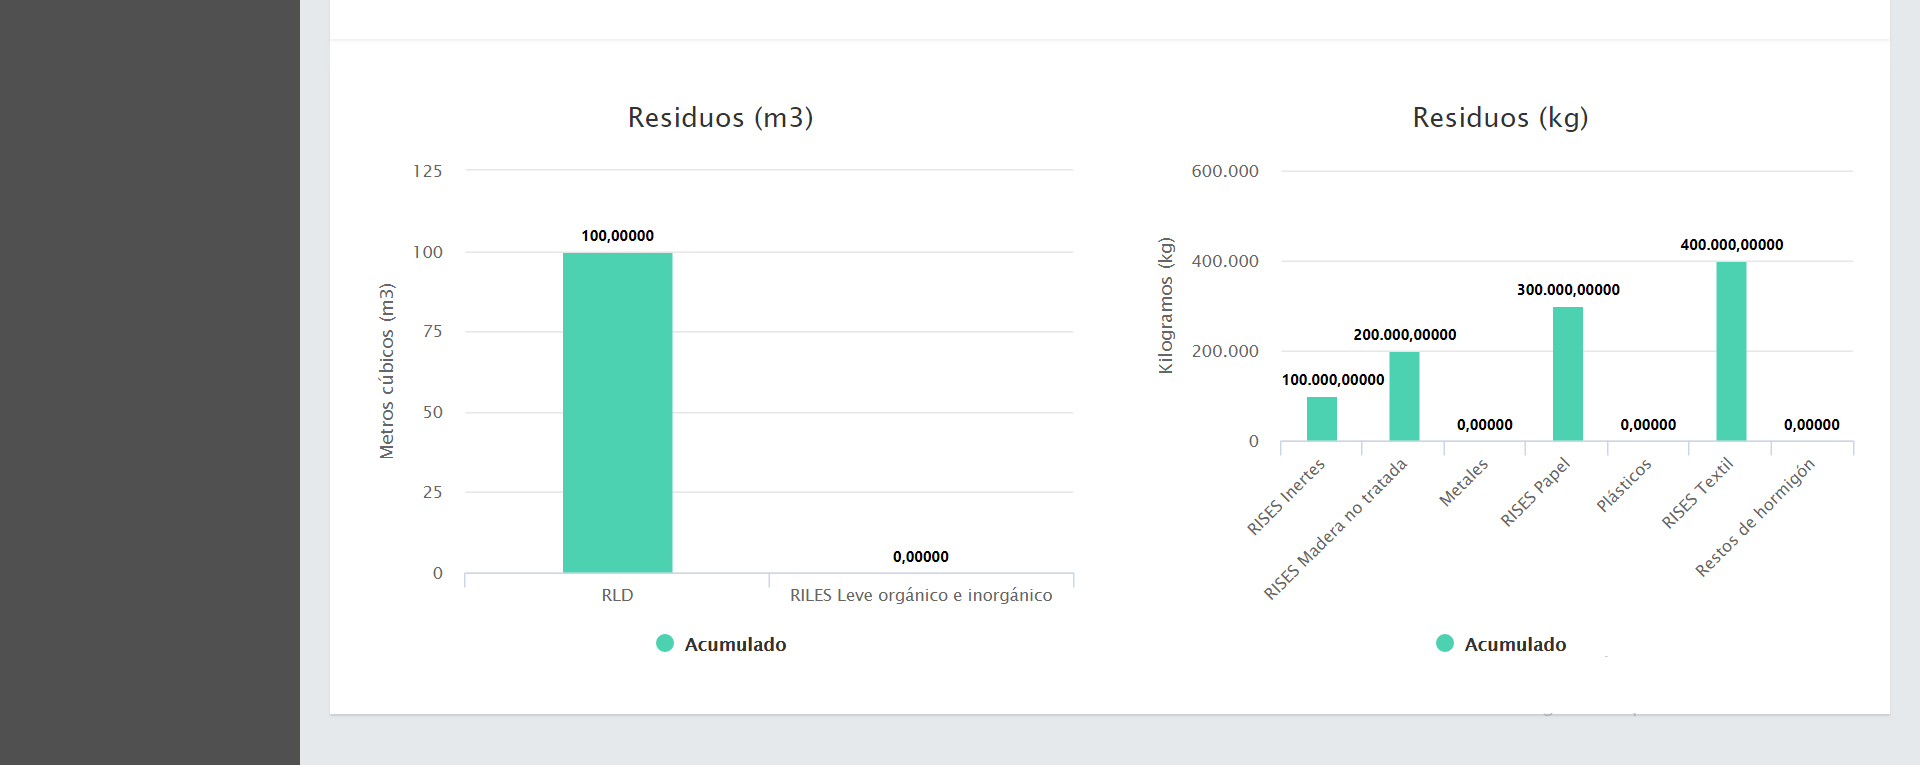 Residuos (m3)
125
100
75
50
25
0
Metros cúbicos (m3)
100,00000
0,00000
RLD
RILES Leve orgánico e inorgánico
Acumulado
Residuos (kg)
600.000
400.000
200.000
0
Kilogramos (kg)
100.000,00000
200.000,00000
0,00000
300.000,00000
0,00000
400.000,00000
0,00000
RISES Inertes
RISES Madera no tratada
Metales
RISES Papel
Plásticos
RISES Textil
Restos de hormigón
Acumulado